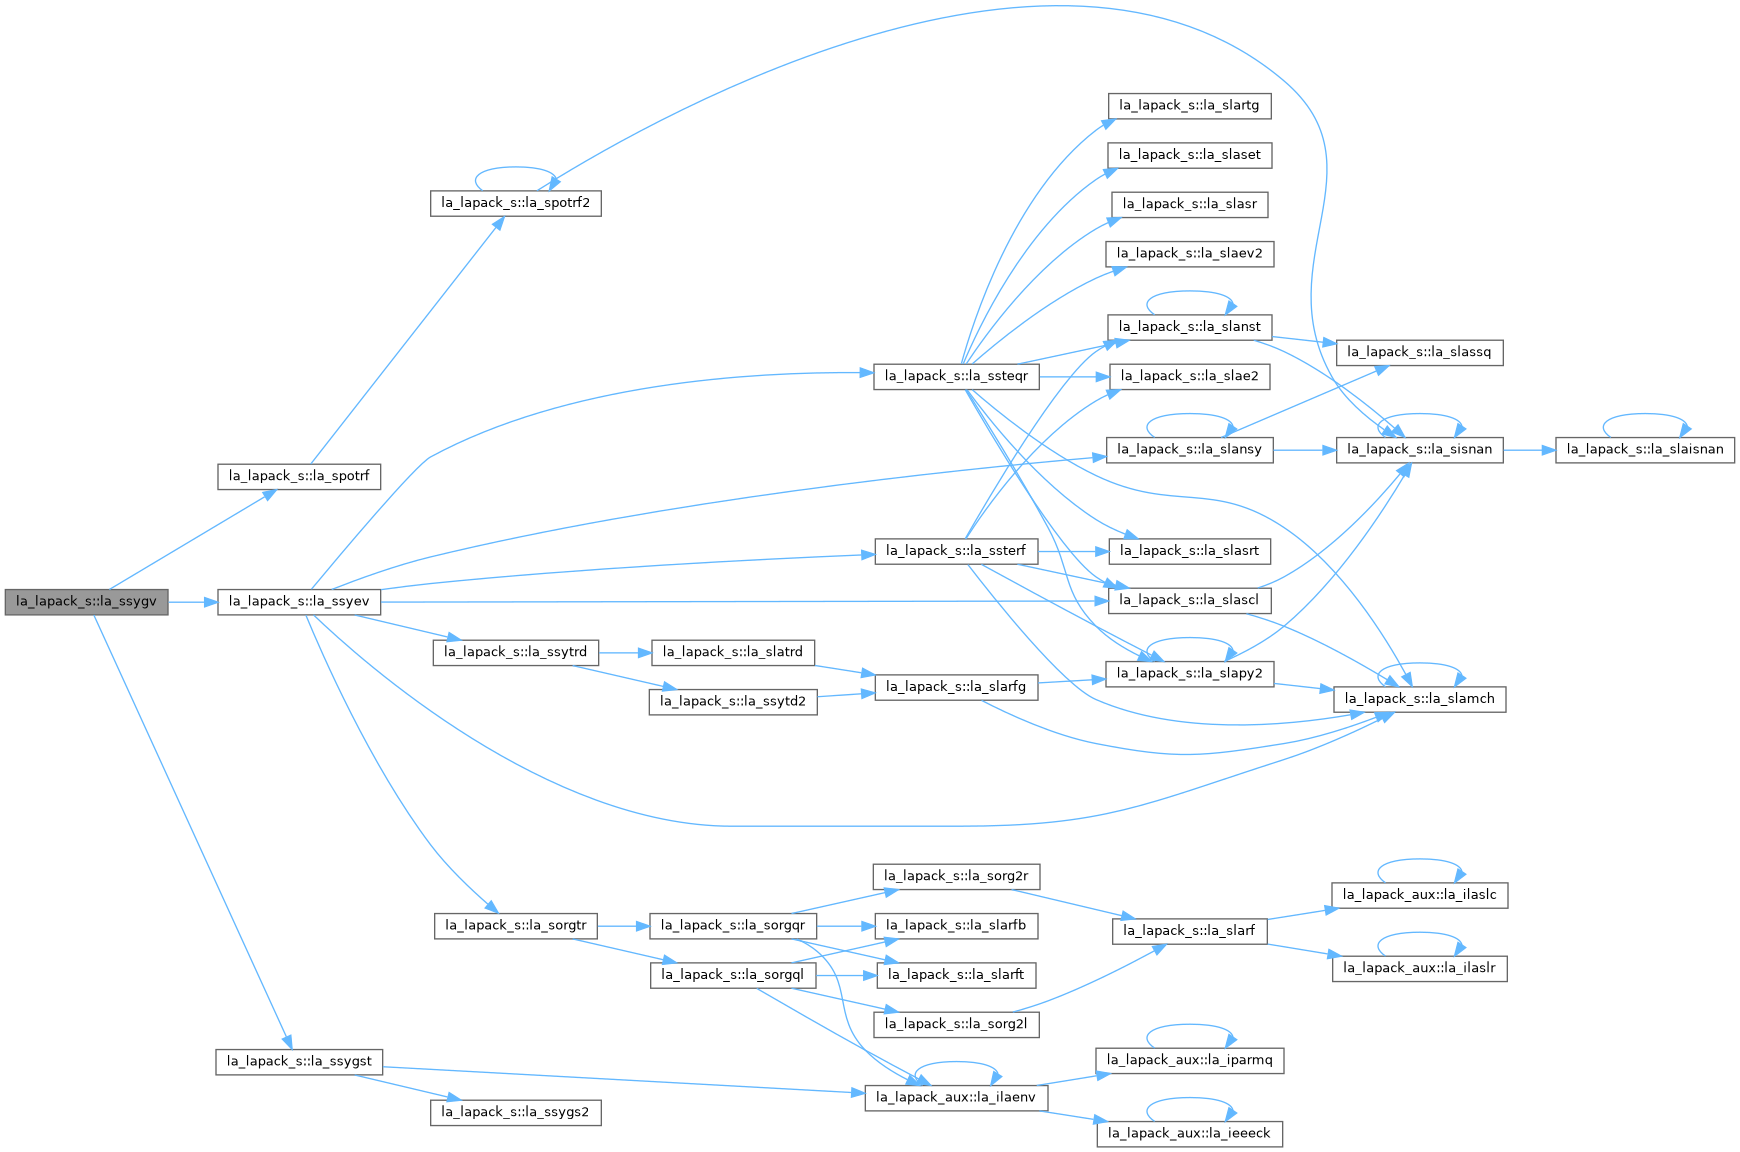 la_lapack_s::la_ssygv
la_lapack_s::la_spotrf
la_lapack_s::la_spotrf2
la_lapack_s::la_ssyev
la_lapack_s::la_ssygst
la_lapack_s::la_ssygs2
la_lapack_s::la_ssytrd
la_lapack_s::la_sorgtr
la_lapack_s::la_slatrd
la_lapack_s::la_ssytd2
la_lapack_s::la_sorgqr
la_lapack_s::la_sorgql
la_lapack_s::la_ssteqr
la_lapack_s::la_ssterf
la_lapack_s::la_slarfg
la_lapack_s::la_sorg2r
la_lapack_s::la_slarfb
la_lapack_s::la_slarft
la_lapack_s::la_sorg2l
la_lapack_aux::la_ilaenv
la_lapack_s::la_slartg
la_lapack_s::la_slaset
la_lapack_s::la_slasr
la_lapack_s::la_slaev2
la_lapack_s::la_slanst
la_lapack_s::la_slae2
la_lapack_s::la_slansy
la_lapack_s::la_slasrt
la_lapack_s::la_slascl
la_lapack_s::la_slapy2
la_lapack_s::la_slarf
la_lapack_aux::la_iparmq
la_lapack_aux::la_ieeeck
la_lapack_s::la_slassq
la_lapack_s::la_sisnan
la_lapack_s::la_slamch
la_lapack_aux::la_ilaslc
la_lapack_aux::la_ilaslr
la_lapack_s::la_slaisnan